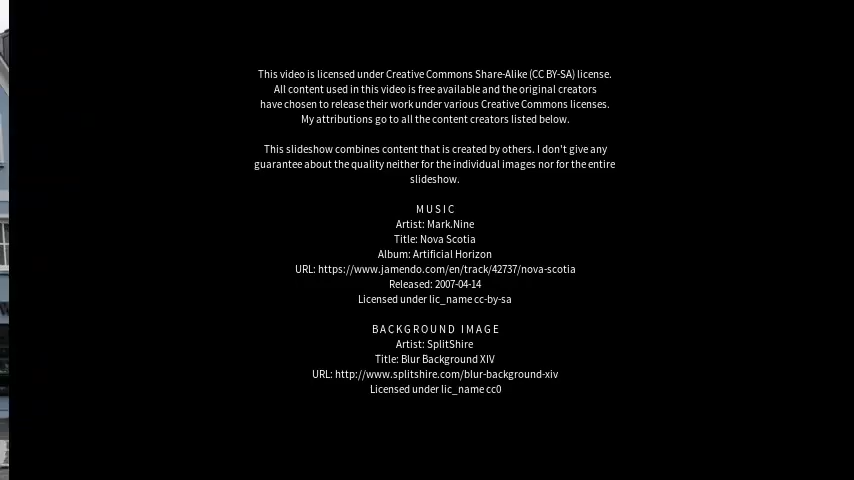 This video is licensed under Creative Commons Share-Alike (CC BY-SA) license.
All content used in this video is free available and the original creators
have chosen to release their work under various Creative Commons licenses.
My attributions go to all the content creators listed below.
This slideshow combines content that is created by others. I don't give any
guarantee about the quality neither for the individual images nor for the entire
slideshow.
MUSIC
Artist: Mark.Nine
Title: Nova Scotia
Album: Artificial Horizon
URL: https://www.jamendo.com/en/track/42737/nova-scotia
Released: 2007-04-14
Licensed under lic_name cc-by-sa
BACKGROUND IMAGE
Artist: SplitShire
Title: Blur Background XIV
URL: http://www.splitshire.com/blur-background-xiv
Licensed under lic_name cc0